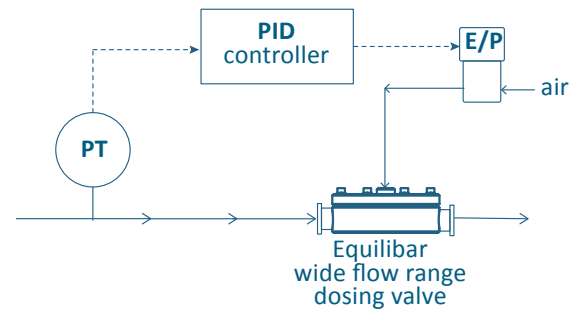 PID
controller
E/P
air
PT
Equilibar
wide flow range
dosing valve